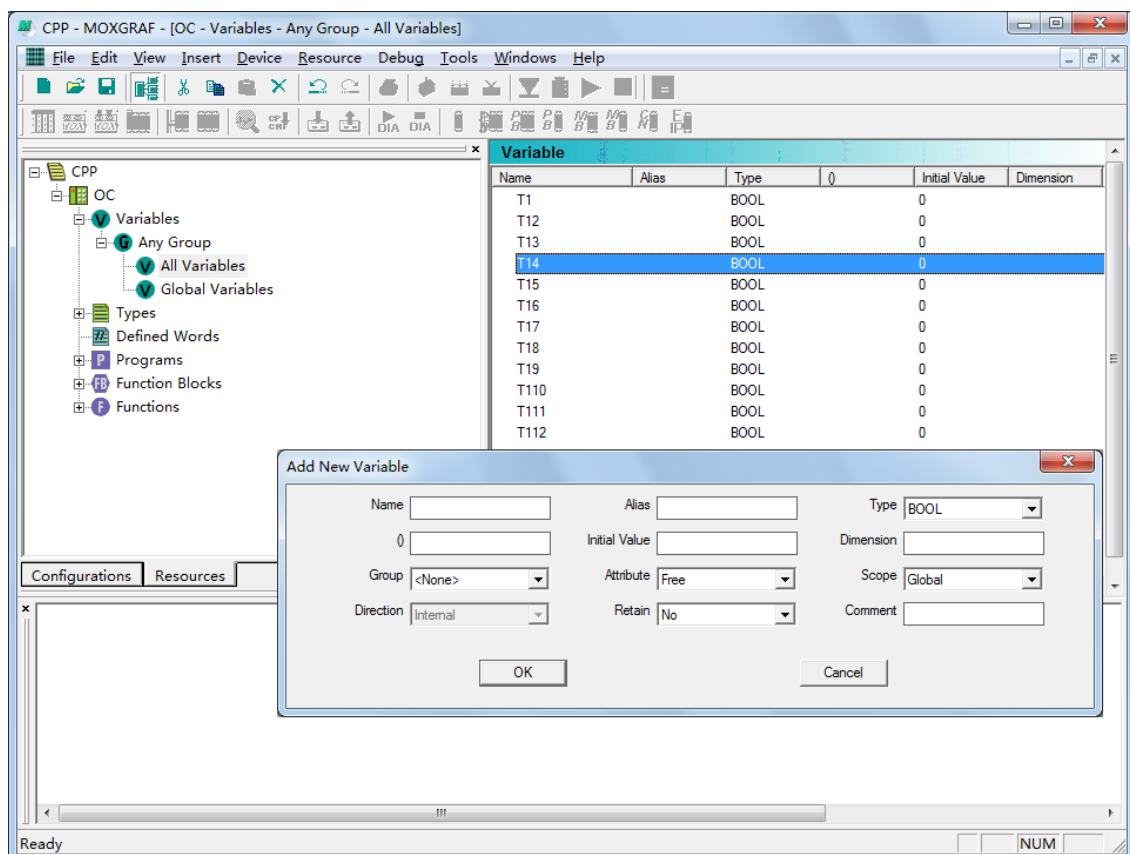 CPP - MOXGRAF - [OC - Variables - Any Group - All Variables]
File Edit View Insert Device Resource Debug Tools Windows Help
CPP
OC
Variables
Any Group
All Variables
Global Variables
Types
Defined Words
Programs
Function Blocks
Functions
Configurations Resources
Variable
Name Alias Type () Initial Value Dimension
T1 BOOL 0
T12 BOOL 0
T13 BOOL 0
T14 BOOL 0
T15 BOOL 0
T16 BOOL 0
T17 BOOL 0
T18 BOOL 0
T19 BOOL 0
T110 BOOL 0
T111 BOOL 0
T112 BOOL 0
Add New Variable
Name Alias Type BOOL
() Initial Value Dimension
Group <None> Attribute Free Scope Global
Direction Internal Retain No Comment
OK Cancel
Ready NUM